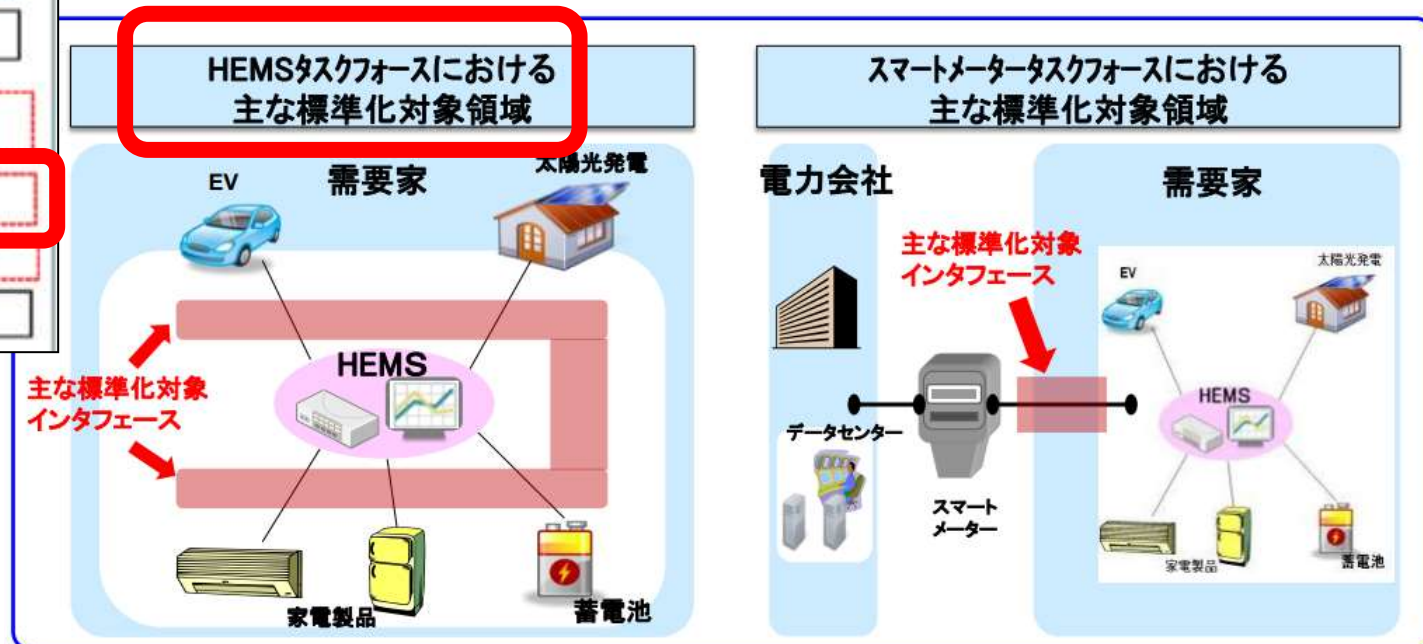 HEMSタスクフォースにおける
主な標準化対象領域
需要家
EV
太陽光発電
主な標準化対象
インタフェース
HEMS
家電製品
蓄電池
スマートメータータスクフォースにおける
主な標準化対象領域
電力会社
需要家
主な標準化対象
インタフェース
データセンター
スマート
メーター
EV
太陽光発電
HEMS
家電製品
蓄電池